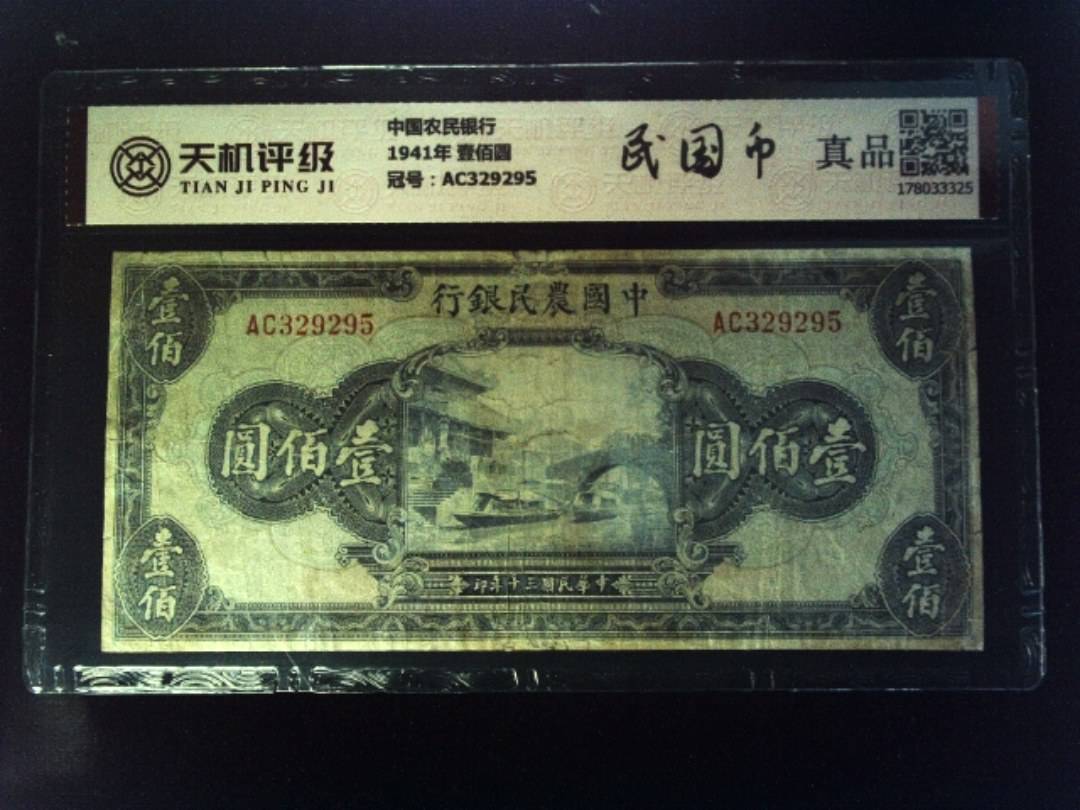 天机评级
TIAN JI PING JI
中国农民银行
1941年 壹佰圆
冠号：AC329295
民国币
真品
178033325
中國農民銀行
AC329295
AC329295
壹佰
壹佰
壹佰圓
壹佰圓
壹佰
壹佰
中華民國三十年印